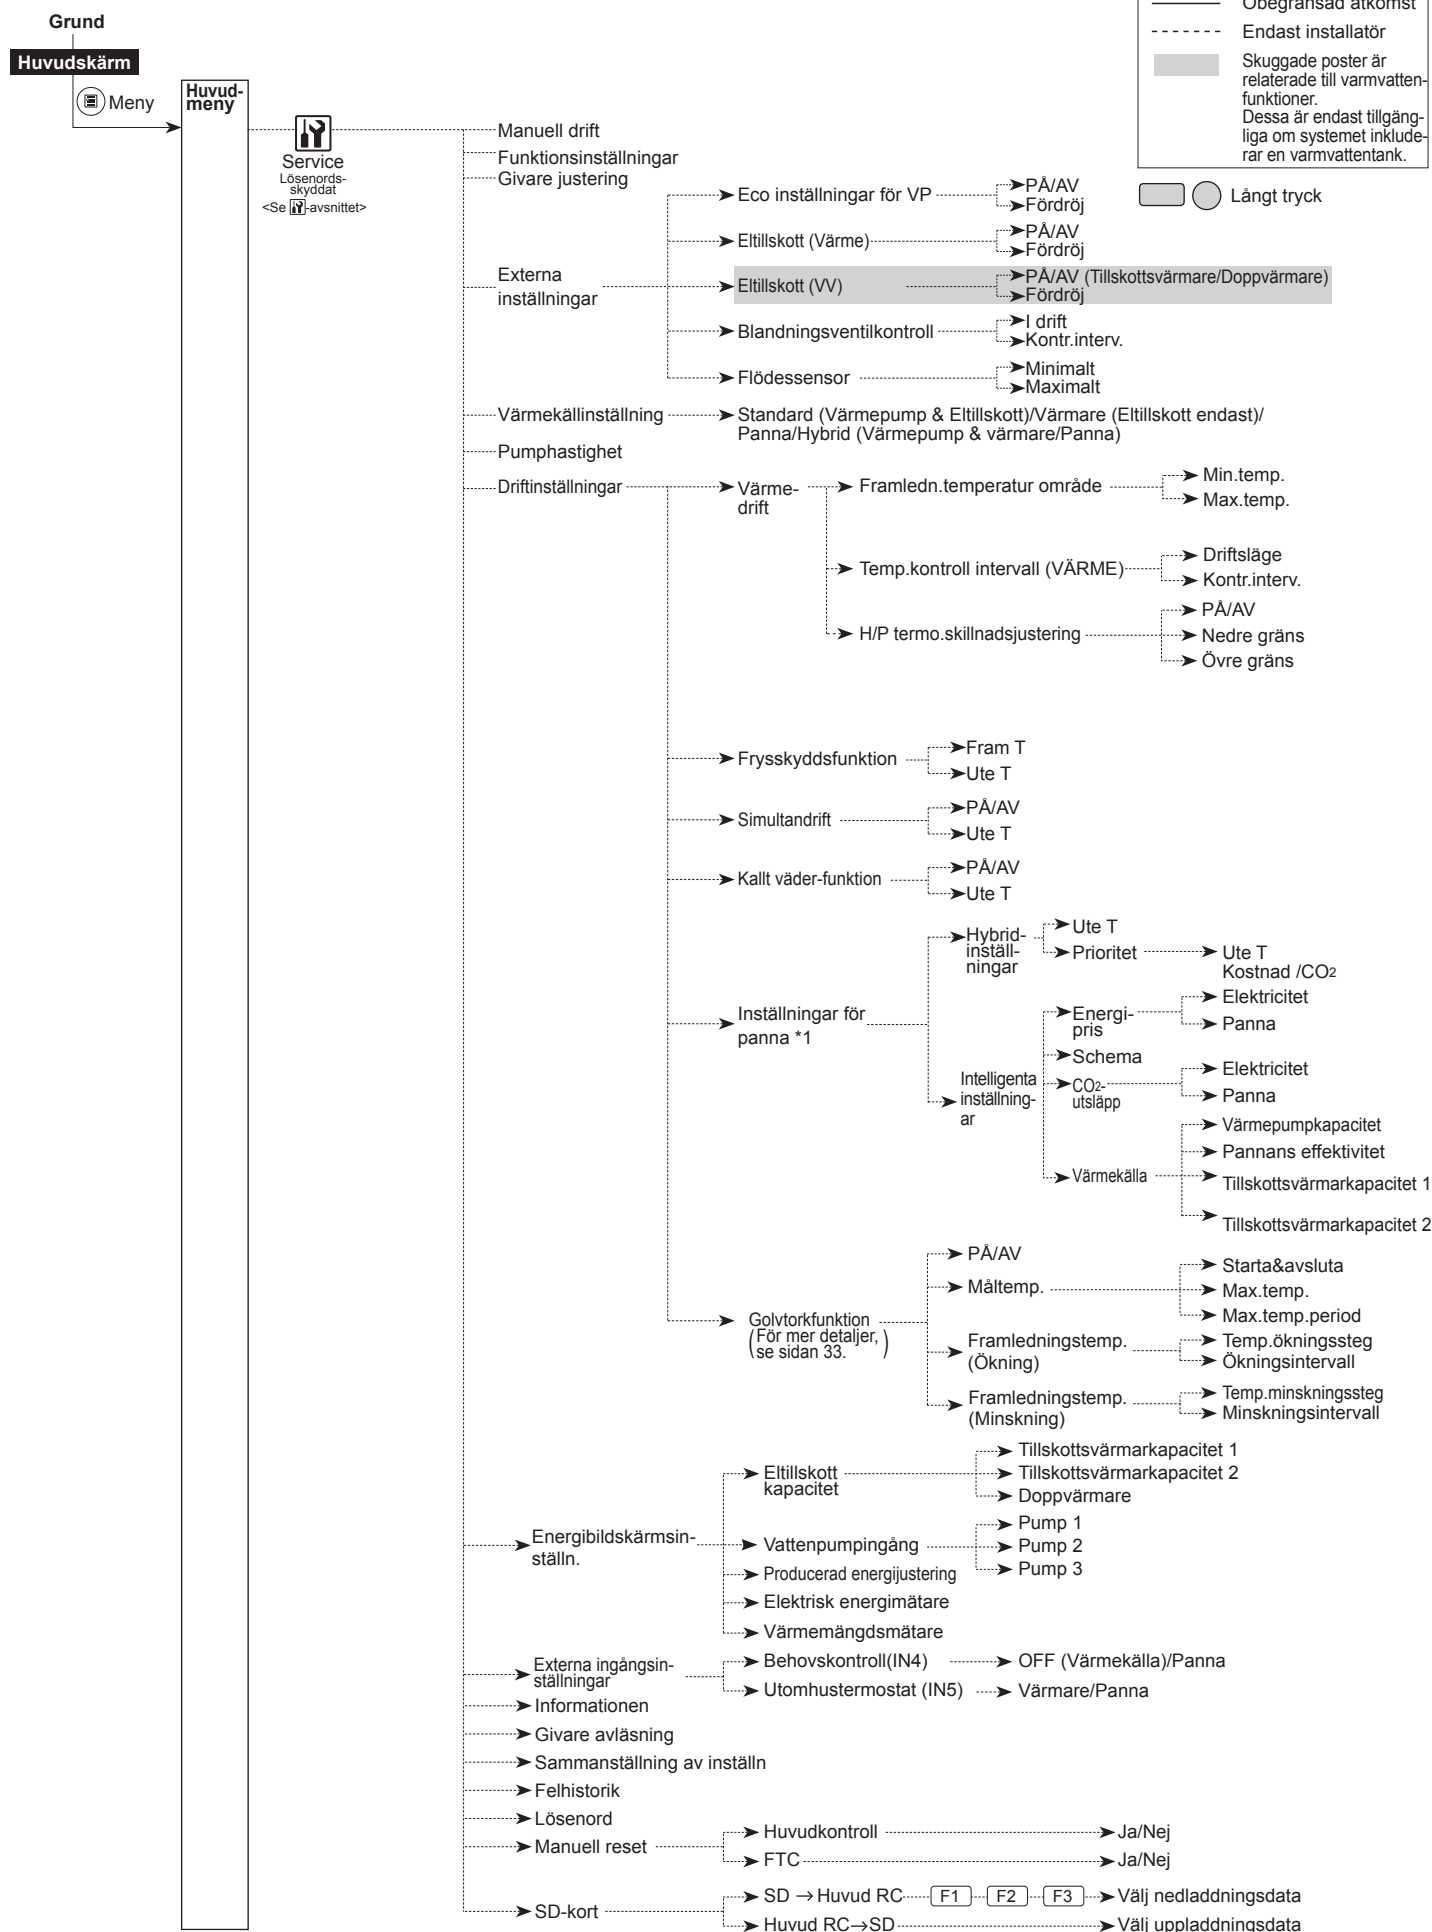 Obegränsad åtkomst
Endast installatör
Skuggade poster är
relaterade till varmvatten-
funktioner.
Dessa är endast tillgäng-
liga om systemet inklude-
rar en varmvattentank.
Långt tryck
Grund
Huvudskärm
Meny
Huvud-
meny
Service
Lösenords-
skyddat
<Se -avsnittet>
Manuell drift
Funktionsinställningar
Givare justering
Externa
inställningar
Eco inställningar för VP
PÅ/AV
Fördröj
Eltillskott (Värme)
PÅ/AV
Fördröj
Eltillskott (VV)
PÅ/AV (Tillskottsvärmare/Doppvärmare)
Fördröj
Blandningsventilkontroll
I drift
Kontr.interv.
Flödessensor
Minimalt
Maximalt
Värmekällinställning
Standard (Värmepump & Eltillskott)/Värmare (Eltillskott endast)/
Panna/Hybrid (Värmepump & värmare/Panna)
Pumphastighet
Driftinställningar
Värme-
drift
Framledn.temperatur område
Min.temp.
Max.temp.
Temp.kontroll intervall (VÄRME)
Driftsläge
Kontr.interv.
H/P termo.skillnadsjustering
PÅ/AV
Nedre gräns
Övre gräns
Frysskyddsfunktion
Fram T
Ute T
Simultandrift
PÅ/AV
Ute T
Kallt väder-funktion
PÅ/AV
Ute T
Inställningar för
panna *1
Hybrid-
inställ-
ningar
Ute T
Prioritet
Ute T
Kostnad /CO2
Intelligenta
inställning-
ar
Energi-
pris
Elektricitet
Panna
Schema
CO2-
utsläpp
Elektricitet
Panna
Värmekälla
Värmepumpkapacitet
Pannans effektivitet
Tillskottsvärmarkapacitet 1
Tillskottsvärmarkapacitet 2
Golvtorkfunktion
(För mer detaljer,
se sidan 33.)
PÅ/AV
Måltemp.
Starta&avsluta
Max.temp.
Max.temp.period
Framledningstemp.
(Ökning)
Temp.ökningssteg
Ökningsintervall
Framledningstemp.
(Minskning)
Temp.minskningssteg
Minskningsintervall
Energibildskärmsin-
ställn.
Eltillskott
kapacitet
Tillskottsvärmarkapacitet 1
Tillskottsvärmarkapacitet 2
Doppvärmare
Vattenpumpingång
Pump 1
Pump 2
Pump 3
Producerad energijustering
Elektrisk energimätare
Värmemängdsmätare
Externa ingångsin-
ställningar
Behovskontroll(IN4)
OFF (Värmekälla)/Panna
Utomhustermostat (IN5)
Värmare/Panna
Informationen
Givare avläsning
Sammanställning av inställn
Felhistorik
Lösenord
Manuell reset
Huvudkontroll
Ja/Nej
FTC
Ja/Nej
SD-kort
SD → Huvud RC
F1
F2
F3
Välj nedladdningsdata
Huvud RC→SD
Välj uppladdningsdata